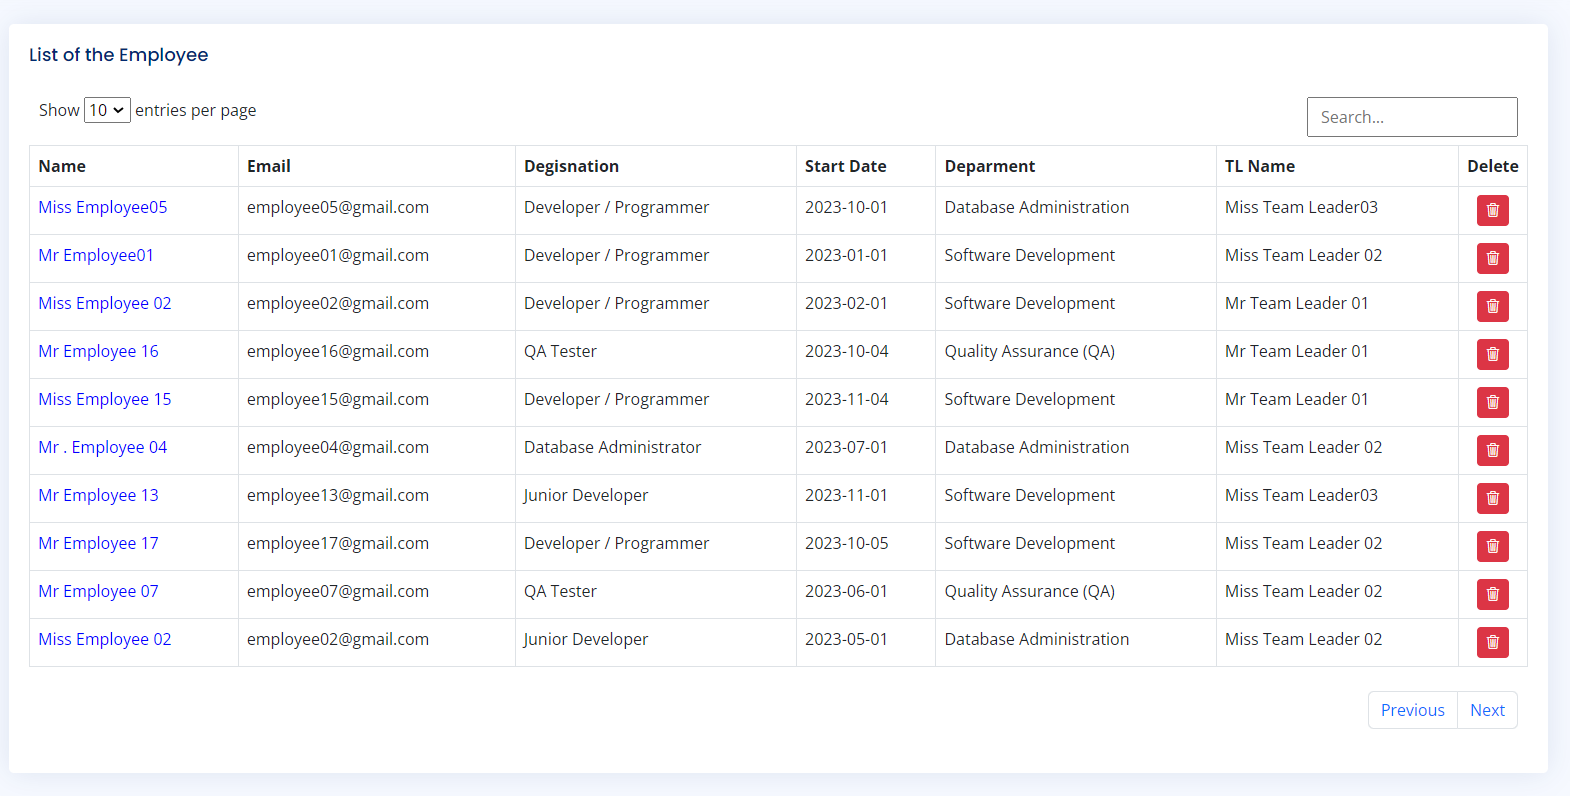 List of the Employee
Show 10 entries per page
Search...
Name Email Degisnation Start Date Deparment TL Name Delete
Miss Employee05 employee05@gmail.com Developer / Programmer 2023-10-01 Database Administration Miss Team Leader03
Mr Employee01 employee01@gmail.com Developer / Programmer 2023-01-01 Software Development Miss Team Leader 02
Miss Employee 02 employee02@gmail.com Developer / Programmer 2023-02-01 Software Development Mr Team Leader 01
Mr Employee 16 employee16@gmail.com QA Tester 2023-10-04 Quality Assurance (QA) Mr Team Leader 01
Miss Employee 15 employee15@gmail.com Developer / Programmer 2023-11-04 Software Development Mr Team Leader 01
Mr . Employee 04 employee04@gmail.com Database Administrator 2023-07-01 Database Administration Miss Team Leader 02
Mr Employee 13 employee13@gmail.com Junior Developer 2023-11-01 Software Development Miss Team Leader03
Mr Employee 17 employee17@gmail.com Developer / Programmer 2023-10-05 Software Development Miss Team Leader 02
Mr Employee 07 employee07@gmail.com QA Tester 2023-06-01 Quality Assurance (QA) Miss Team Leader 02
Miss Employee 02 employee02@gmail.com Junior Developer 2023-05-01 Database Administration Miss Team Leader 02
Previous Next